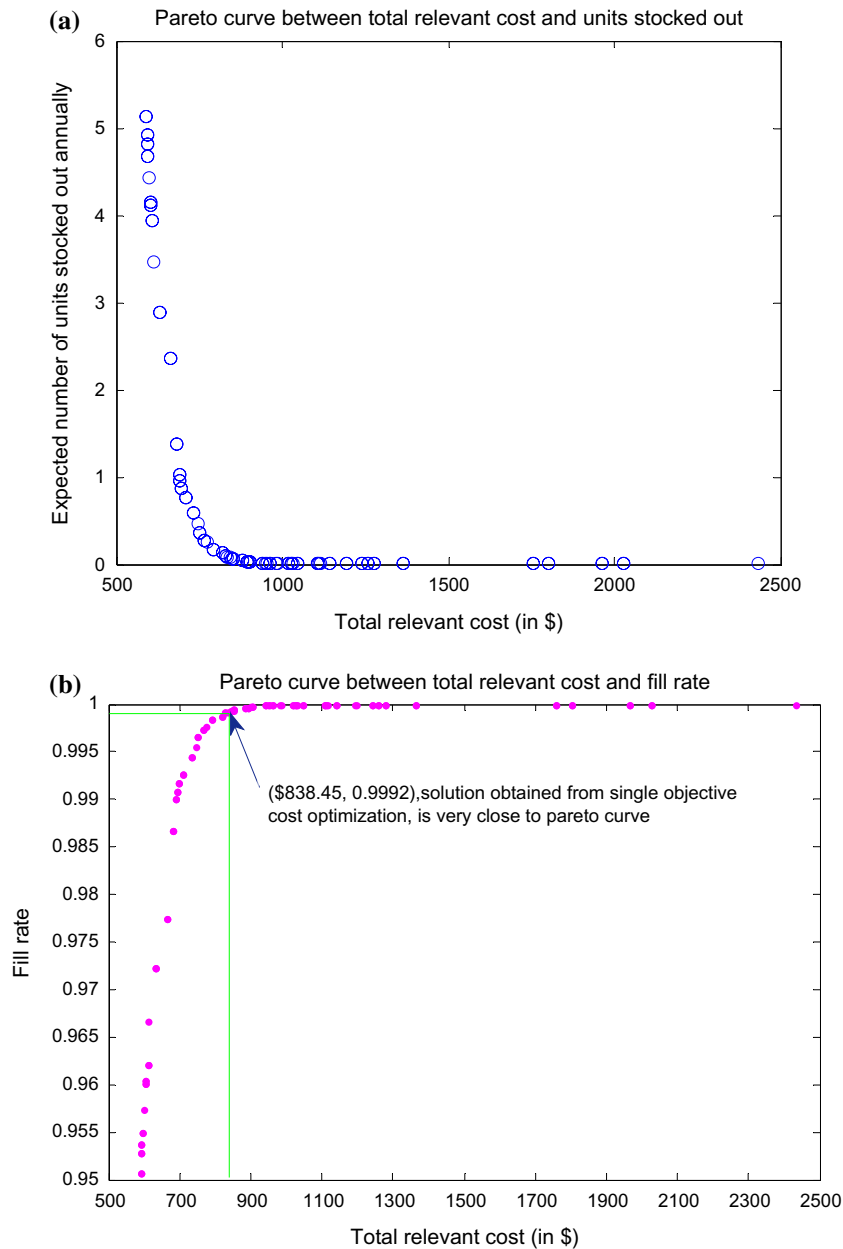 (a)
Pareto curve between total relevant cost and units stocked out
6
5
4
3
2
1
0
Expected number of units stocked out annually
500 1000 1500 2000 2500
Total relevant cost (in $)
(b)
Pareto curve between total relevant cost and fill rate
1
0.995
0.99
0.985
0.98
0.975
0.97
0.965
0.96
0.955
0.95
Fill rate
($838.45, 0.9992),solution obtained from single objective
cost optimization, is very close to pareto curve
500 700 900 1100 1300 1500 1700 1900 2100 2300 2500
Total relevant cost (in $)